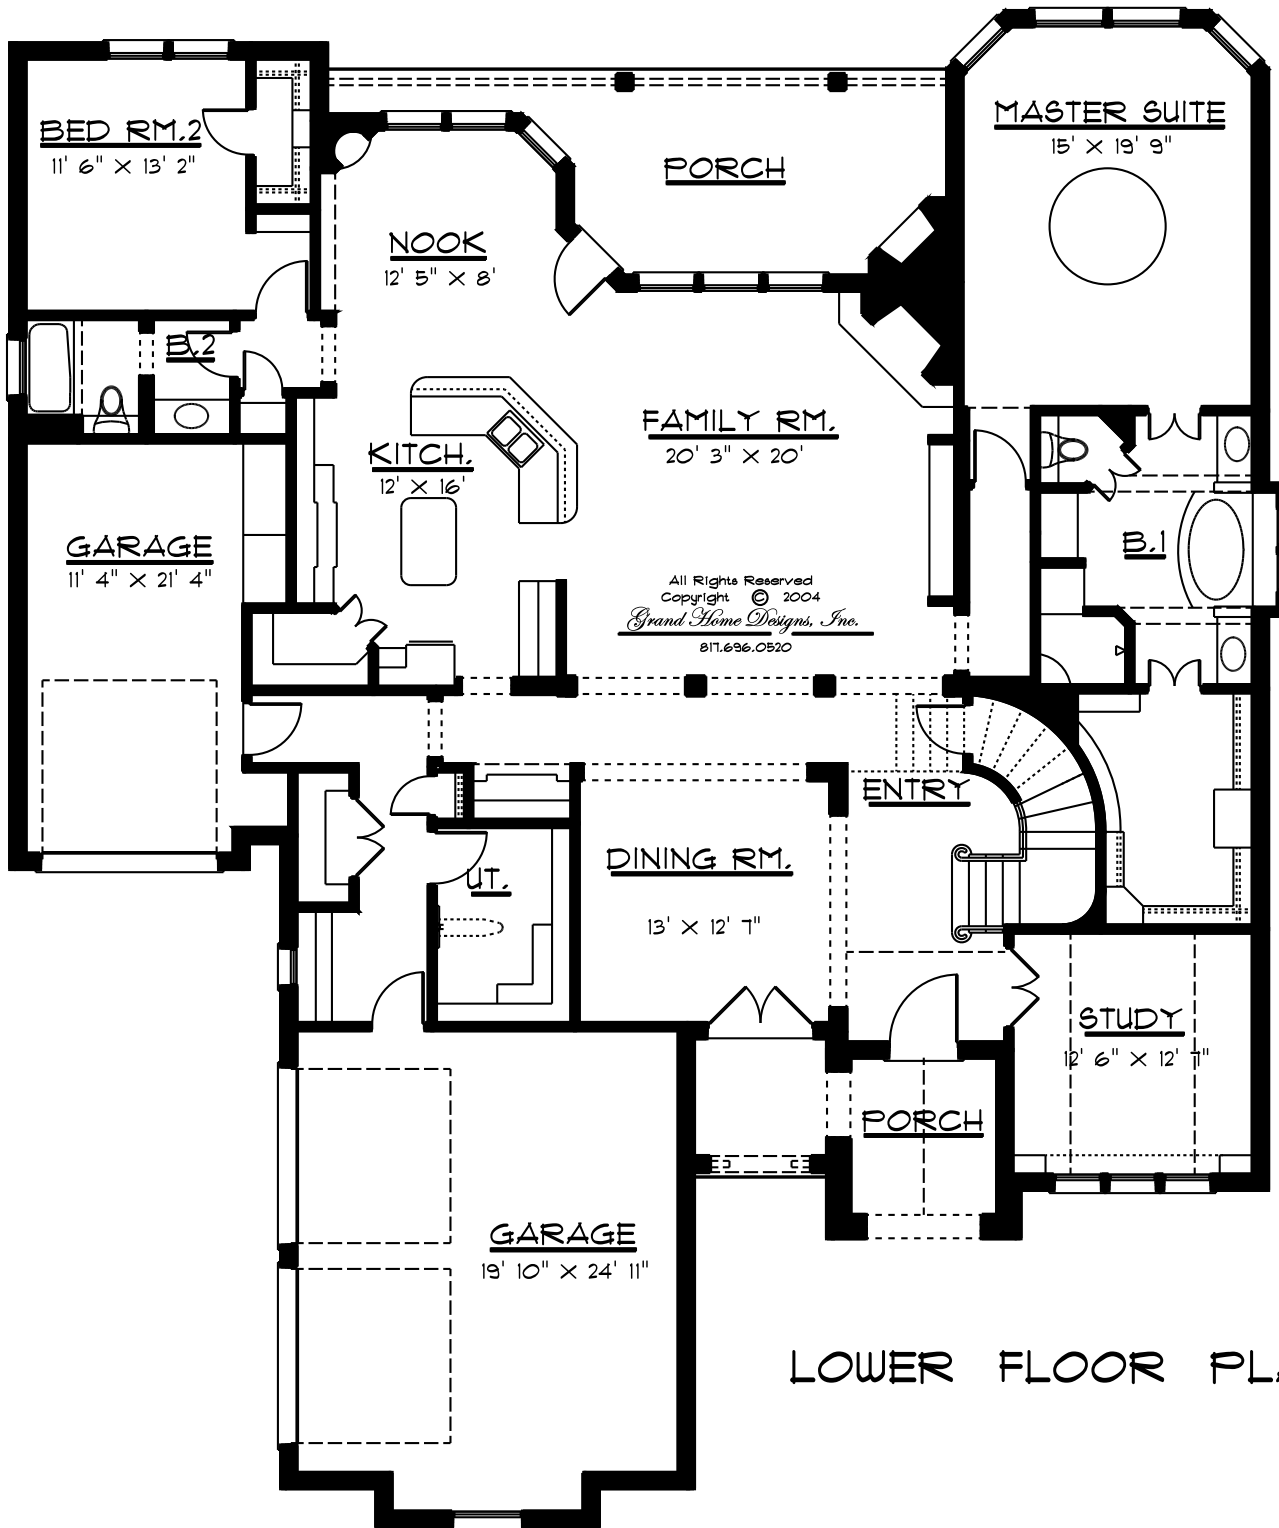 MASTER SUITE
15' X 19' 9"
BED RM.2
11' 6" X 13' 2"
PORCH
NOOK
12' 5" X 8'
B.2
FAMILY RM.
20' 3" X 20'
KITCH.
12' X 16'
GARAGE
11' 4" X 21' 4"
B.1
All Rights Reserved
Copyright © 2004
Grand Home Designs, Inc.
817.696.0520
ENTRY
DINING RM.
13' X 12' 7"
UT.
STUDY
12' 6" X 12' 7"
PORCH
GARAGE
19' 10" X 24' 11"
LOWER FLOOR PL